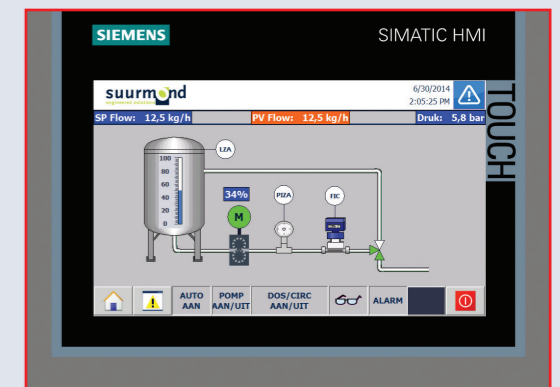 SIEMENS
SIMATIC HMI
TOUCH
suurmond
engineered solutions
6/30/2014
2:05:25 PM
SP Flow: 12,5 kg/h
PV Flow: 12,5 kg/h
Druk: 5,8 bar
LZA
100
80
60
40
20
0
34%
M
PIZA
FIC
AUTO
AAN
POMP
AAN/UIT
DOS/CIRC
AAN/UIT
ALARM